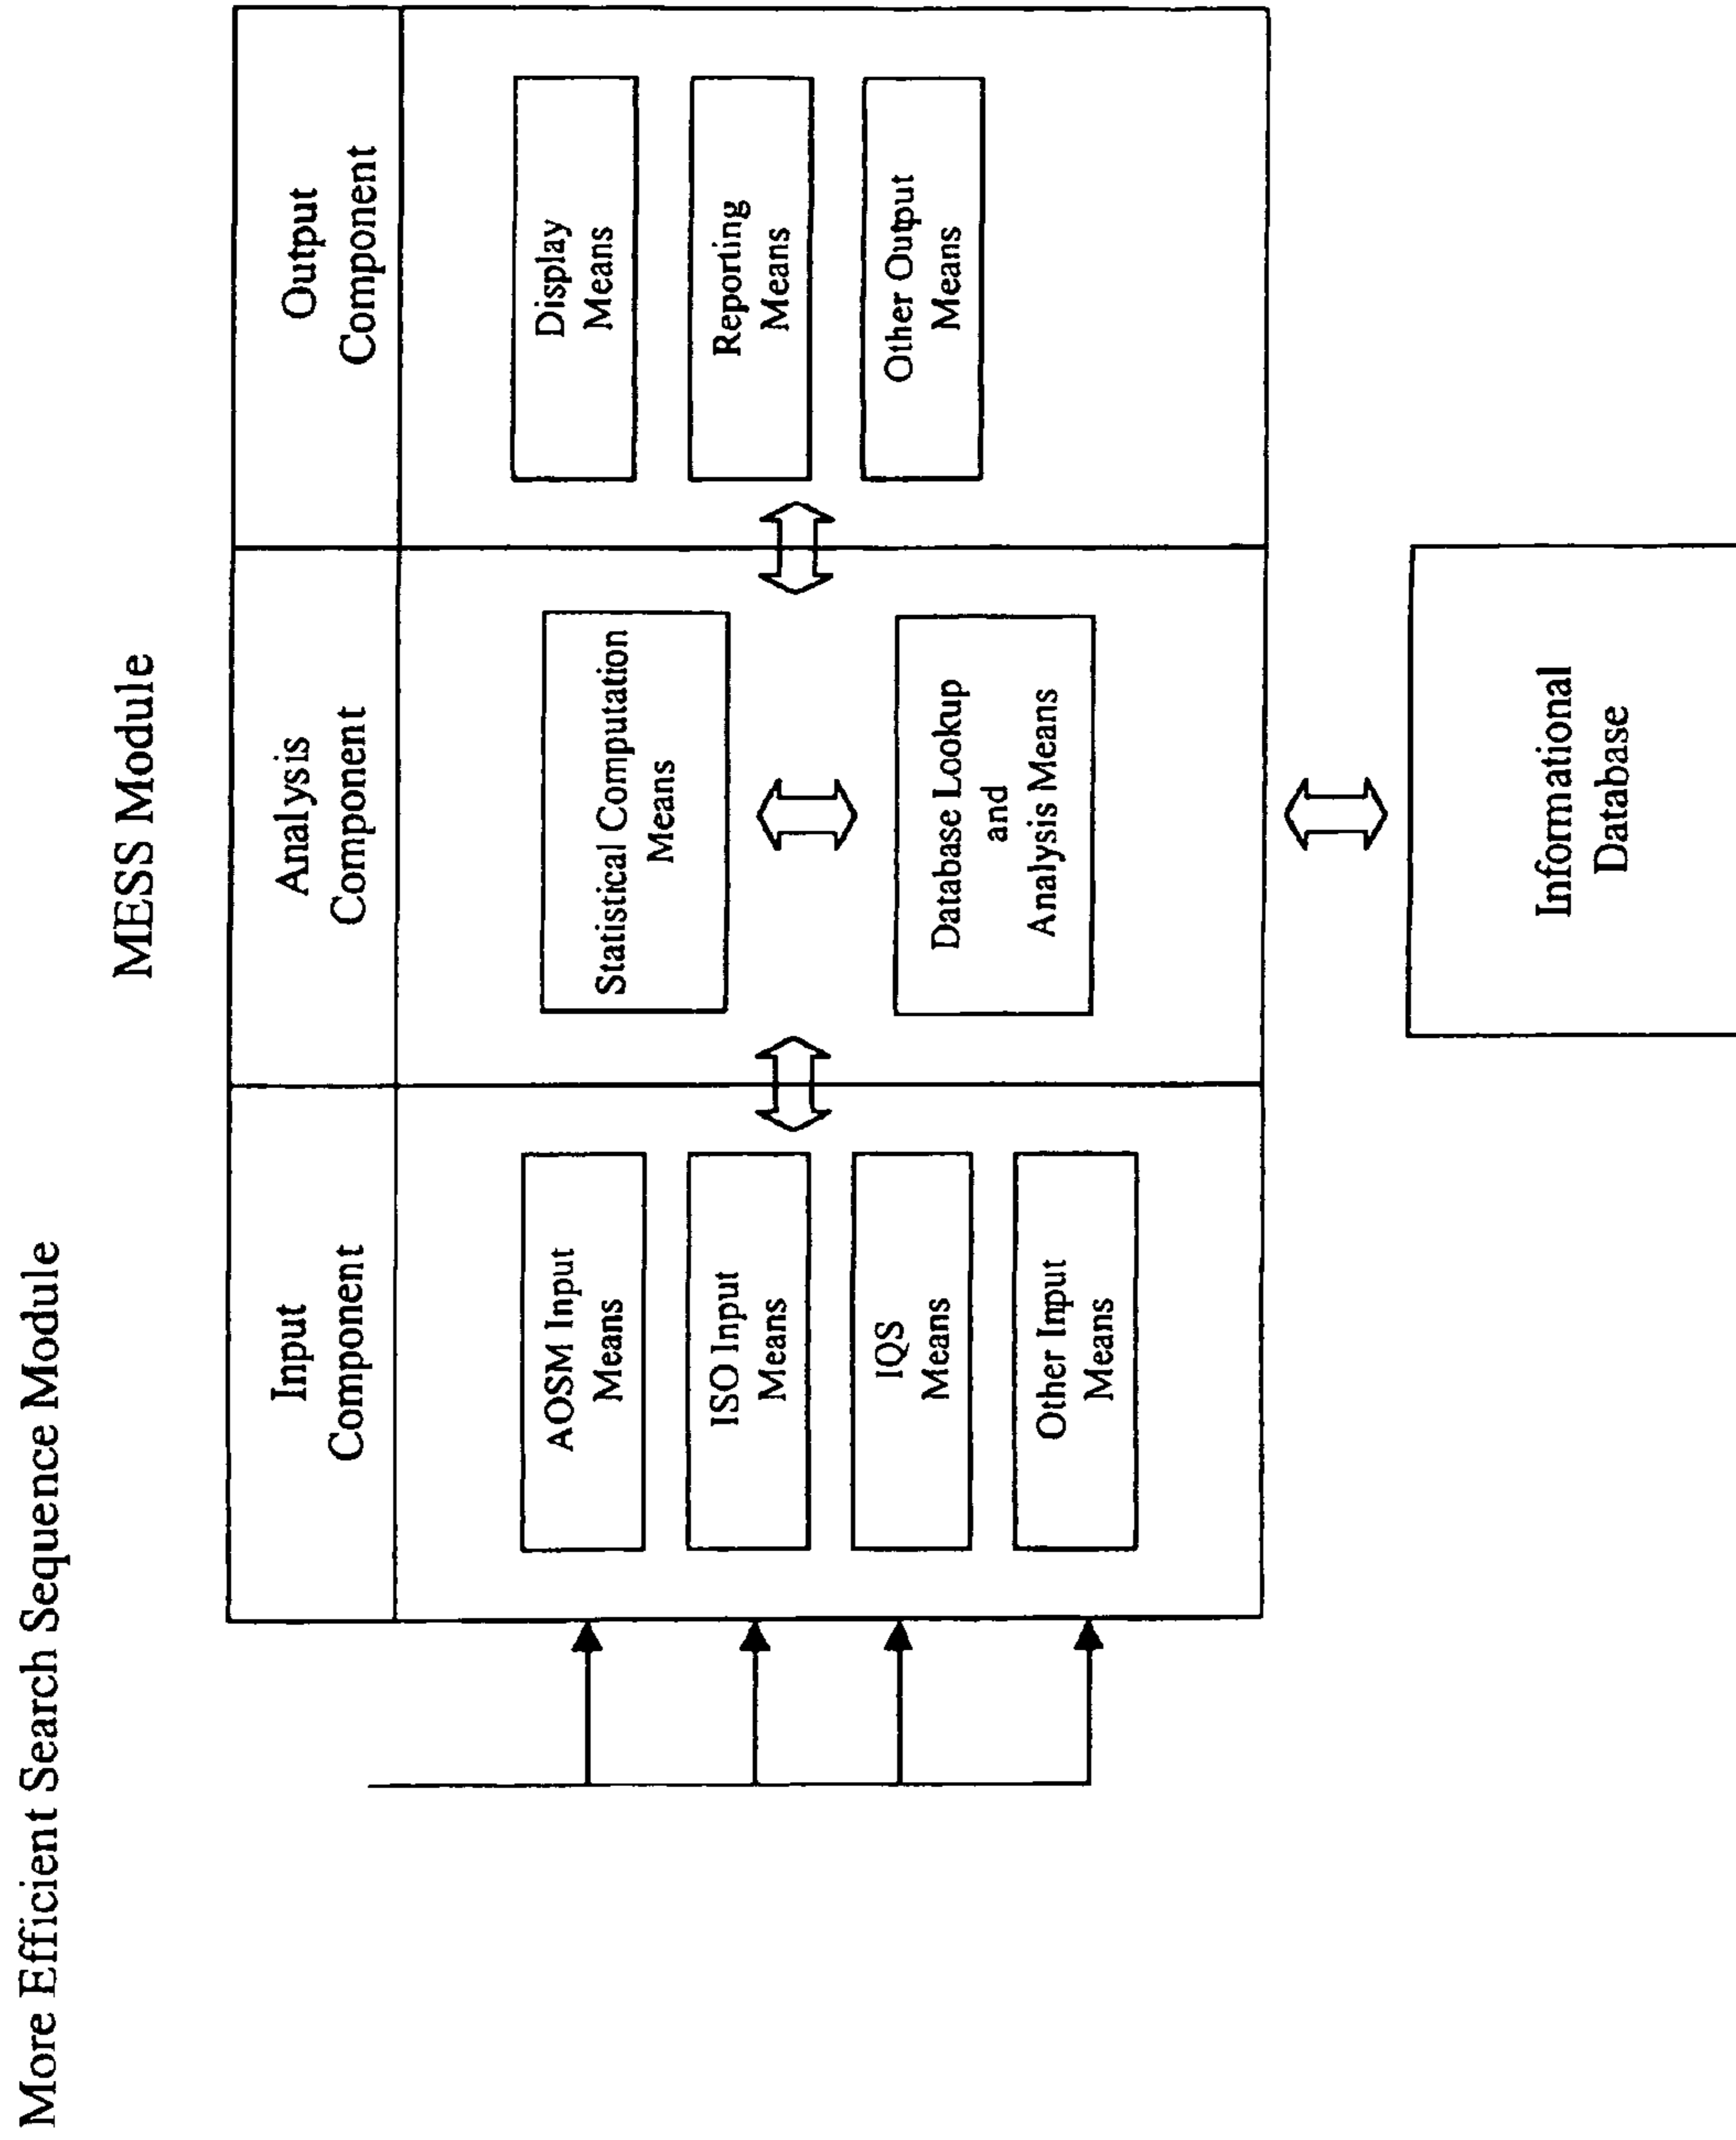 More Efficient Search Sequence Module
MESS Module
Input
Component
AOSM Input
Means
ISO Input
Means
IQS
Means
Other Input
Means
Analysis
Component
Statistical Computation
Means
Database Lookup
and
Analysis Means
Output
Component
Display
Means
Reporting
Means
Other Output
Means
Informational
Database